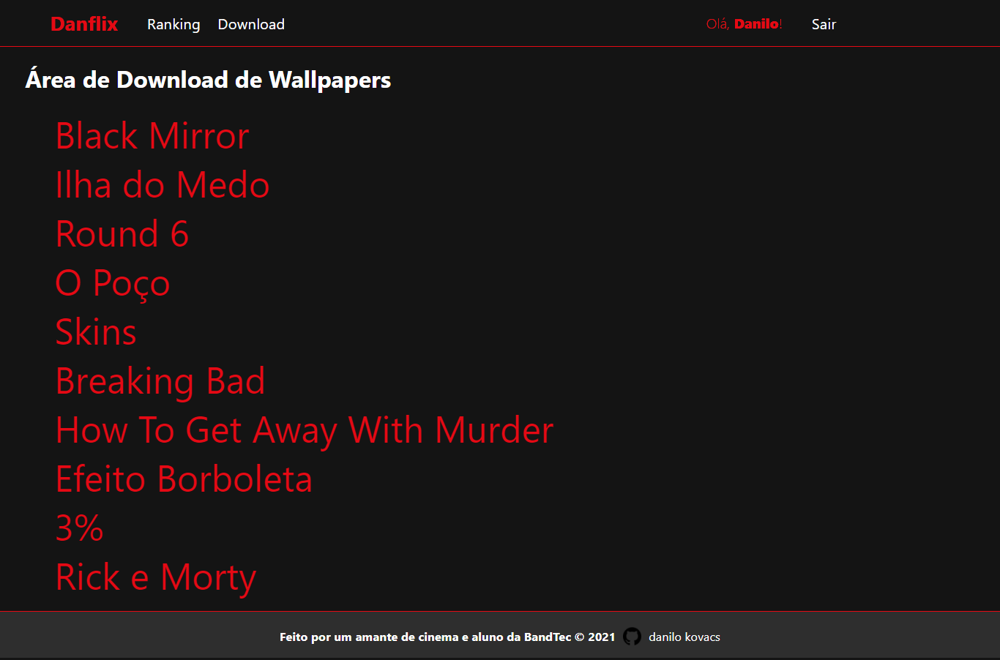 Danflix Ranking Download Olá, Danilo! Sair
Área de Download de Wallpapers
Black Mirror
Ilha do Medo
Round 6
O Poço
Skins
Breaking Bad
How To Get Away With Murder
Efeito Borboleta
3%
Rick e Morty
Feito por um amante de cinema e aluno da BandTec © 2021 danilo kovacs